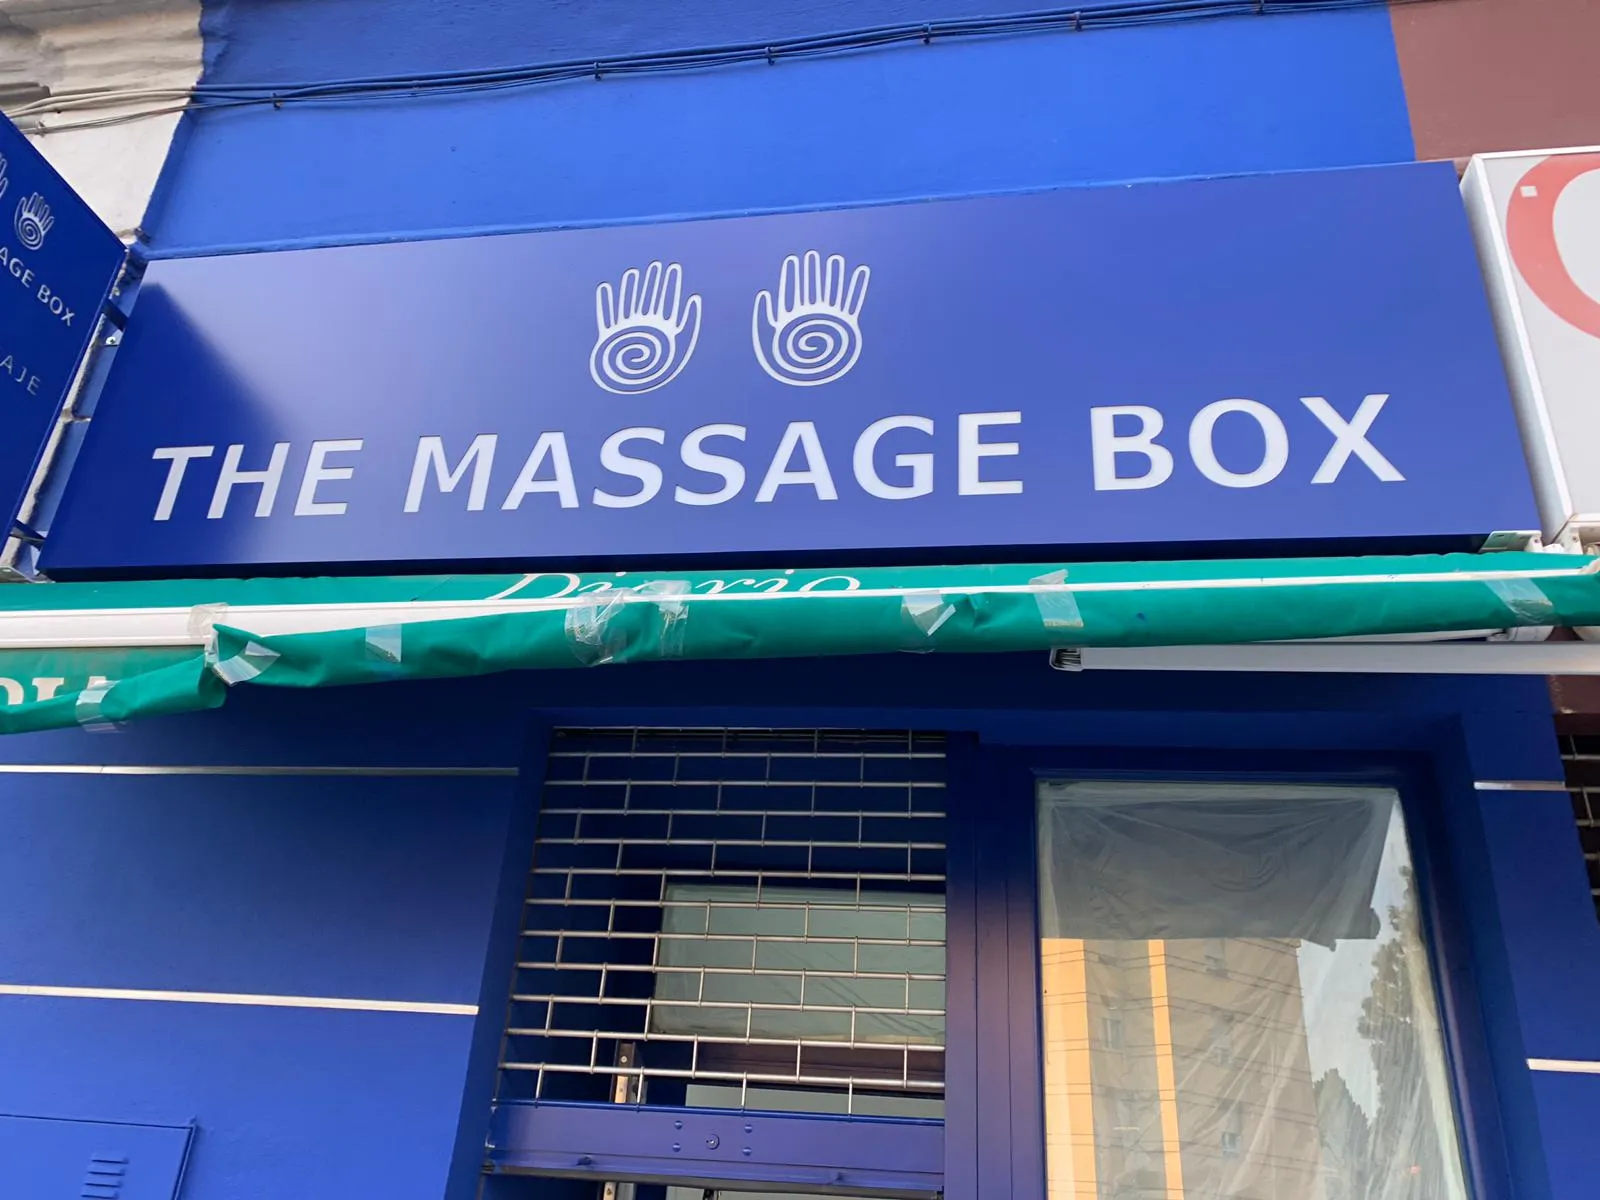 AGE BOX
AJE
THE MASSAGE BOX
Diario